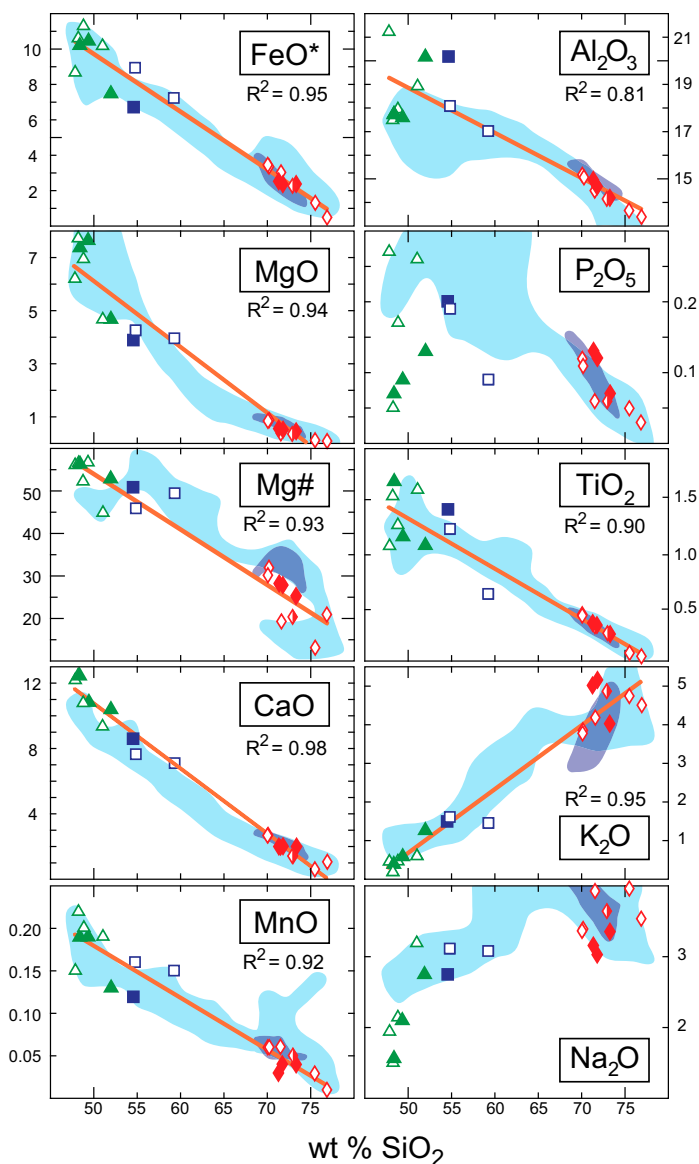 FeO*
R² = 0.95
10
8
6
4
2
Al₂O₃
R² = 0.81
21
19
17
15
MgO
R² = 0.94
7
5
3
1
P₂O₅
0.2
0.1
Mg#
R² = 0.93
50
30
20
TiO₂
R² = 0.90
1.5
1.0
0.5
CaO
R² = 0.98
12
8
6
2
K₂O
R² = 0.95
5
4
3
2
1
MnO
R² = 0.92
0.20
0.15
0.10
0.05
Na₂O
3
2
50 55 60 65 70 75
50 55 60 65 70 75
wt % SiO₂